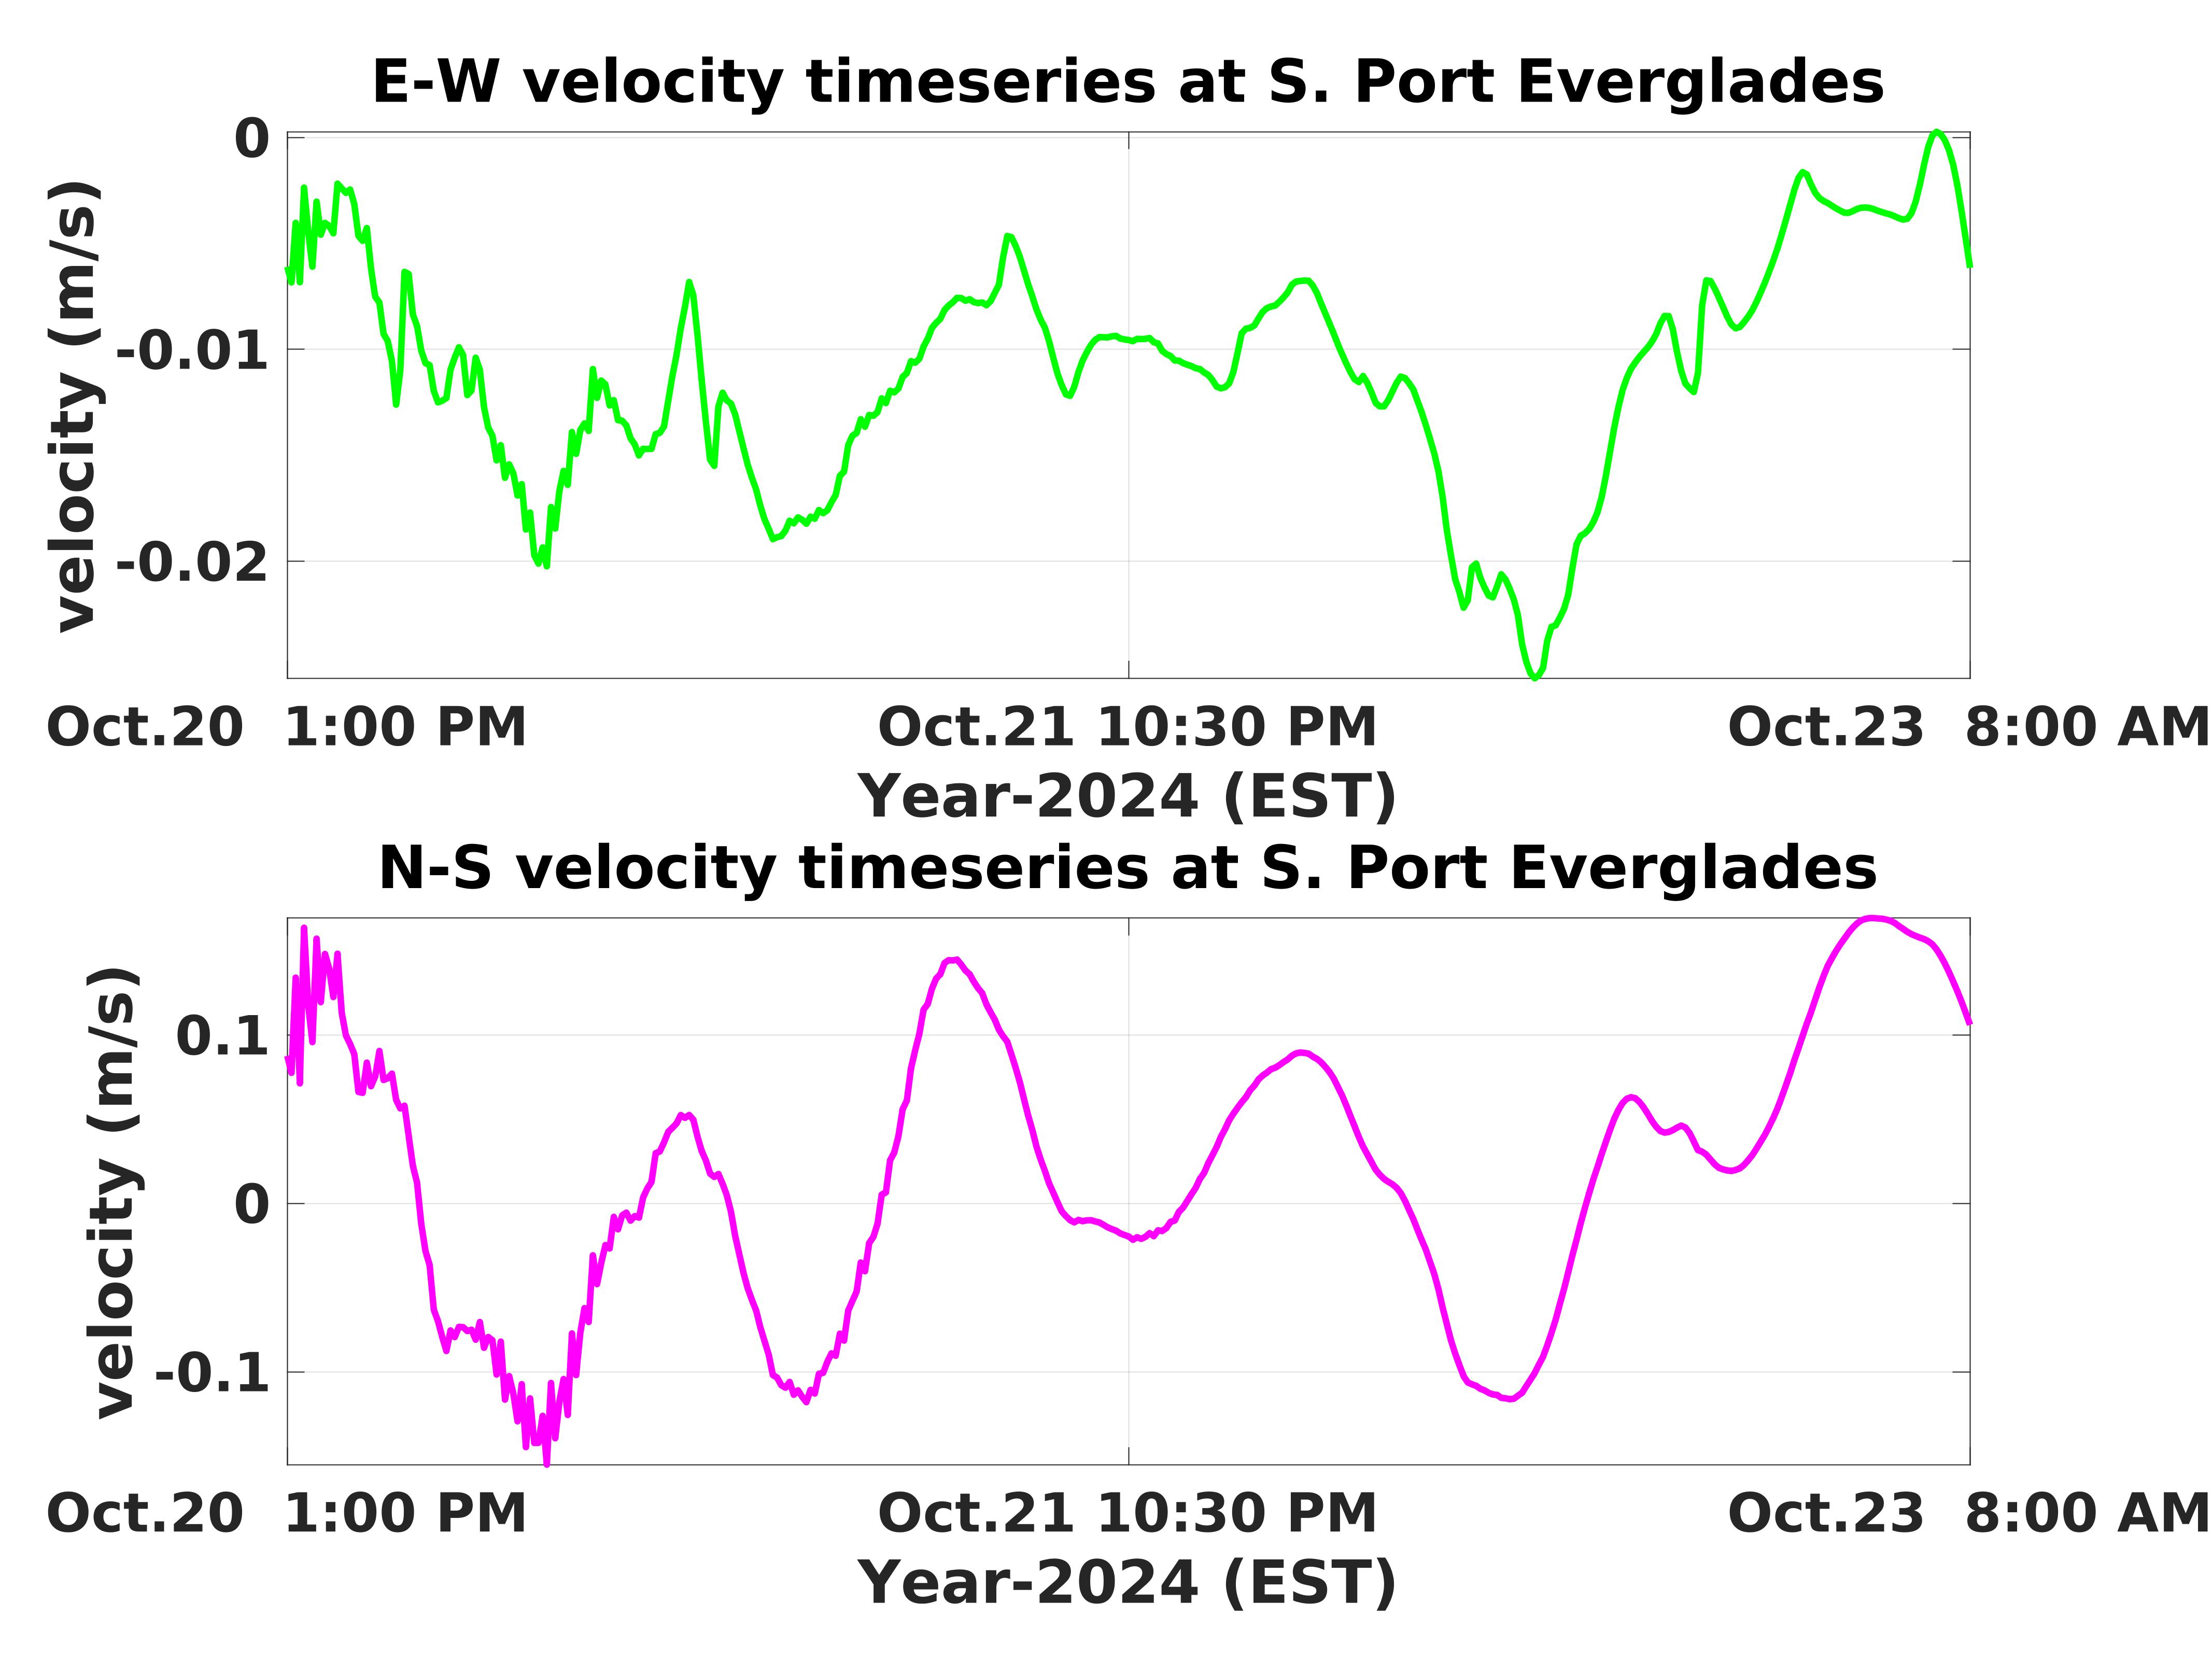 E-W velocity timeseries at S. Port Everglades
velocity (m/s)
0
-0.01
-0.02
Oct.20  1:00 PM
Oct.21 10:30 PM
Oct.23  8:00 AM
Year-2024 (EST)
N-S velocity timeseries at S. Port Everglades
velocity (m/s)
0.1
0
-0.1
Oct.20  1:00 PM
Oct.21 10:30 PM
Oct.23  8:00 AM
Year-2024 (EST)